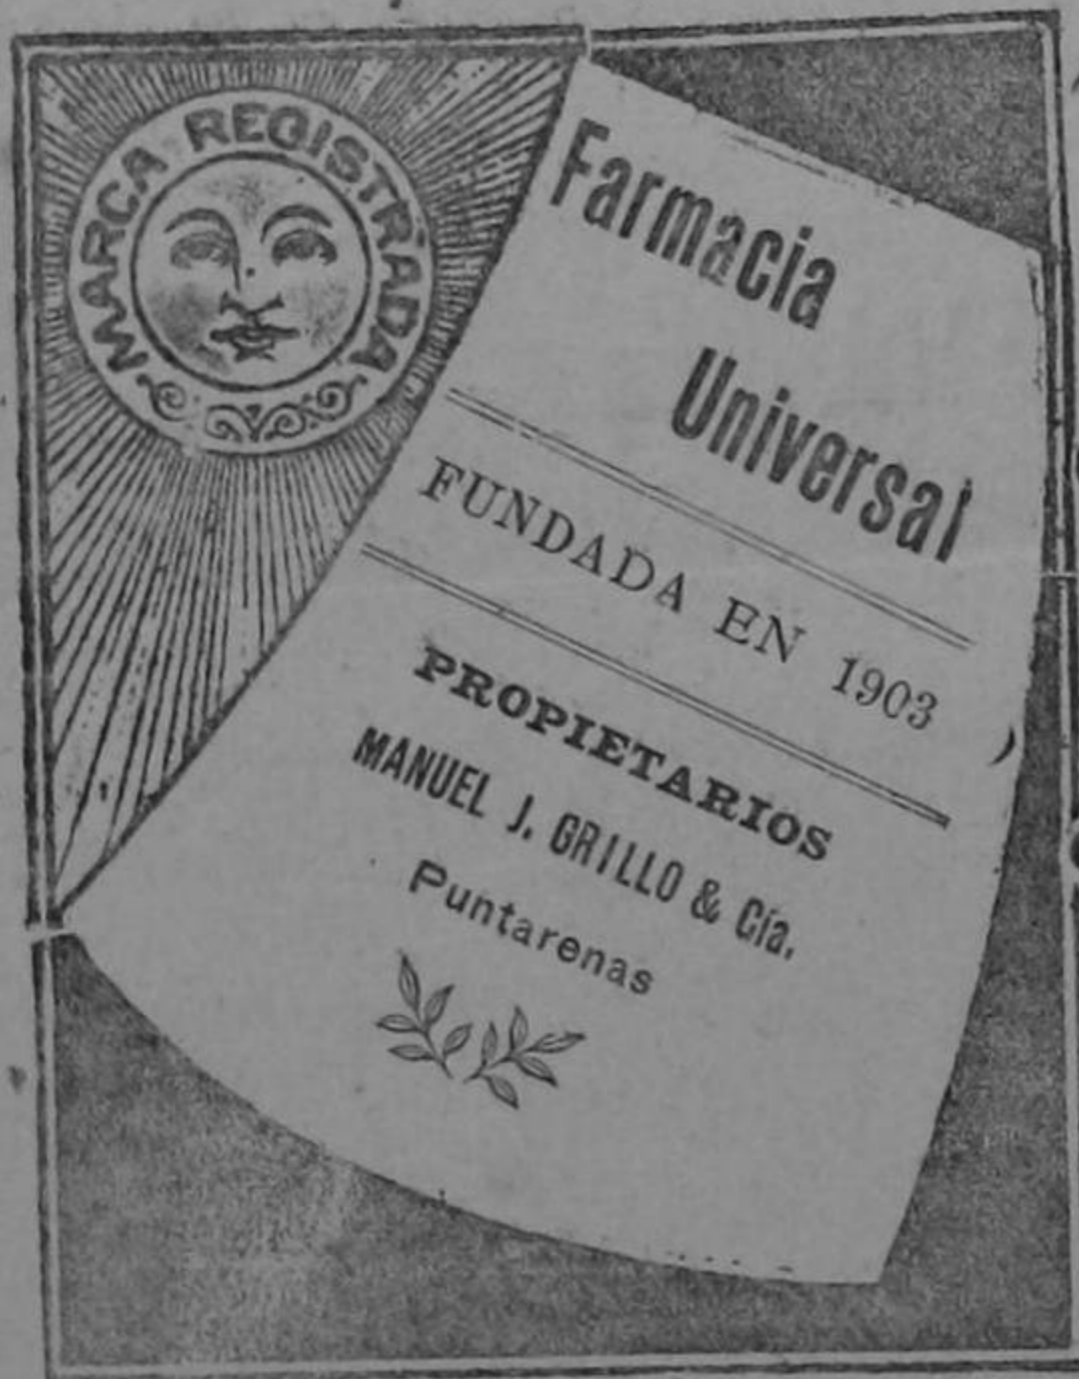 MARCA REGISTRADA
Farmacia
Universal
FUNDADA EN 1903
PROPIETARIOS
MANUEL J. GRILLO & Cía.
Puntarenas